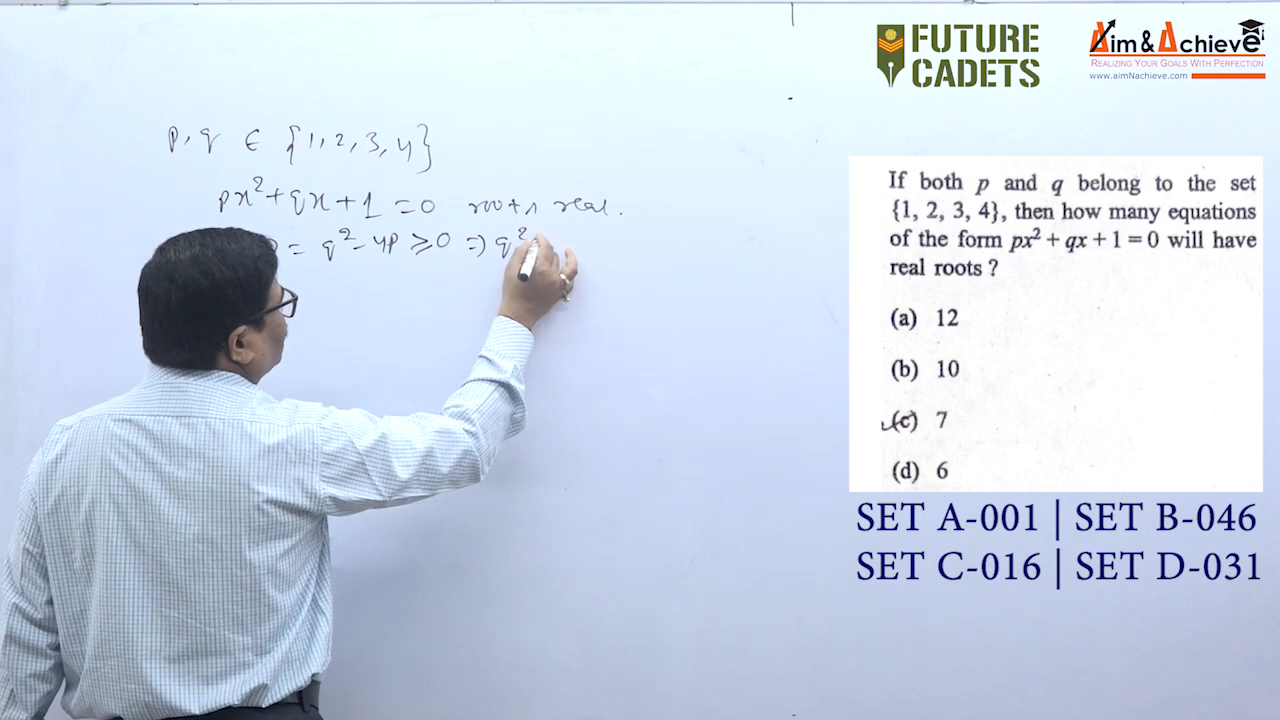 FUTURE
CADETS
Aim & Achieve
REALIZING YOUR GOALS WITH PERFECTION
www.aimNachieve.com
p, q ∈ {1, 2, 3, 4}
px² + qx + 1 = 0 roots real.
= q² - 4p ≥ 0 ⇒ q²
If both p and q belong to the set
{1, 2, 3, 4}, then how many equations
of the form px² + qx + 1 = 0 will have
real roots ?
(a) 12
(b) 10
(c) 7
(d) 6
SET A-001 | SET B-046
SET C-016 | SET D-031